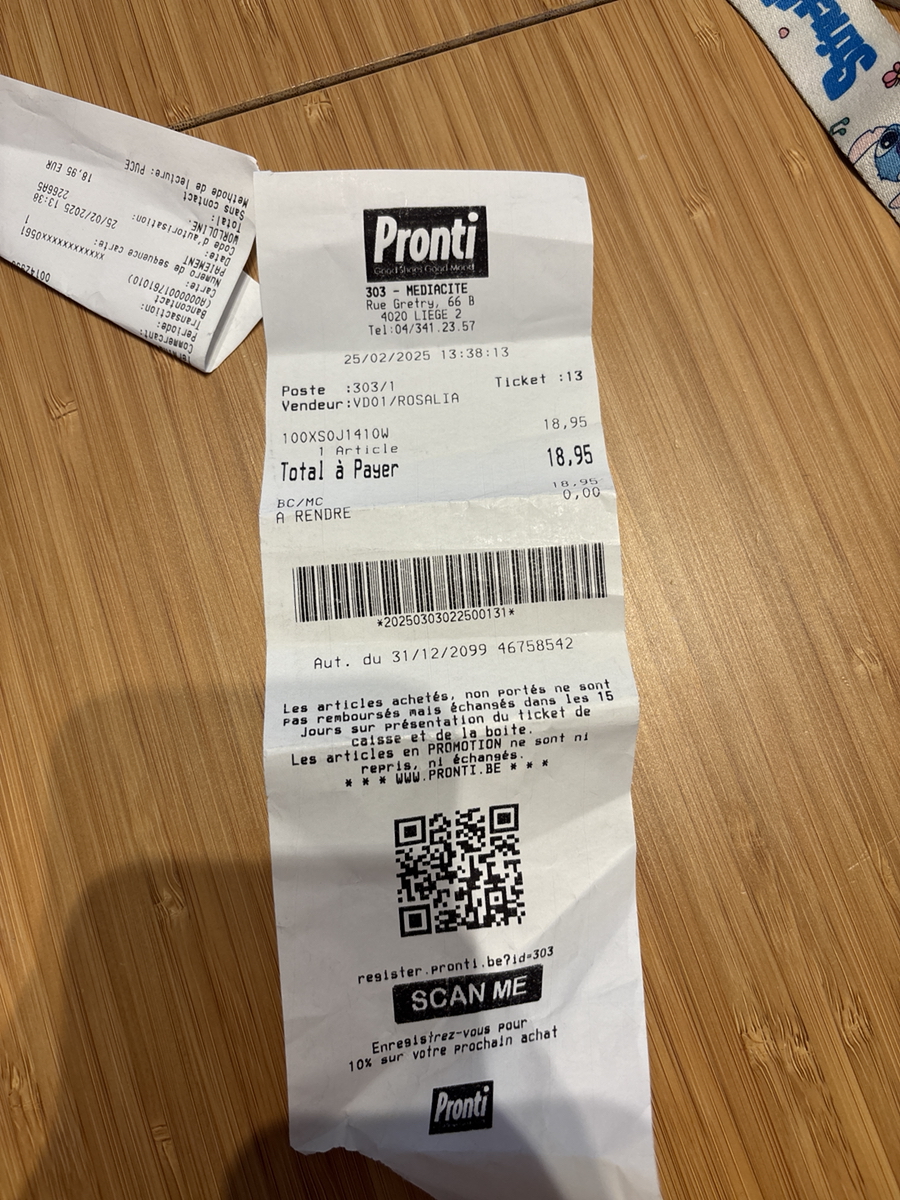 Pronti
Good Shoes Good Mood
303 - MEDIACITE
Rue Gretry, 66 B
4020 LIEGE 2
Tel:04/341.23.57
25/02/2025 13:38:13
Poste :303/1 Ticket :13
Vendeur:VD01/ROSALIA
100XSOJ1410W 18,95
1 Article
Total à Payer 18,95
BC/MC 18,95
A RENDRE 0,00
*20250303022500131*
Aut. du 31/12/2099 46758542
Les articles achetés, non portés ne sont
pas remboursés mais échangés dans les 15
Jours sur présentation du ticket de
caisse et de la boite.
Les articles en PROMOTION ne sont ni
repris, ni échangés.
* * * WWW.PRONTI.BE * * *
register.pronti.be?id=303
SCAN ME
Enregistrez-vous pour
10% sur votre prochain achat
Pronti
Commercant:
Periode:
Transaction:
Bancontact
(A0000001761010)
Carte: xxxxxxxxxxxxx0561
Numero de sequence carte: 1
PAIEMENT
Date: 25/02/2025 13:38
Code d'autorisation: 2266A5
WORLDLINE.
Total: 18,95 EUR
Sans contact
Methode de lecture: PUCE
Stitch